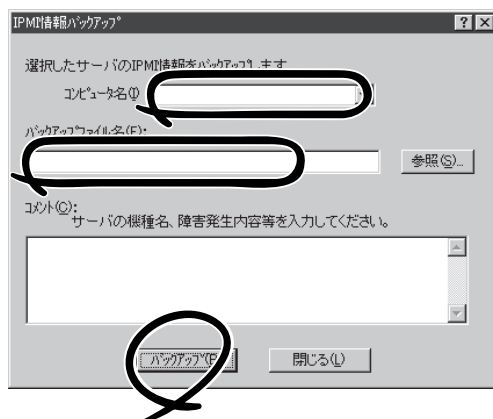 IPMI情報ﾊﾞｯｸｱｯﾌﾟ
選択したサーバのIPMI情報をﾊﾞｯｸｱｯﾌﾟします
ｺﾝﾋﾟｭｰﾀ名(I)
ﾊﾞｯｸｱｯﾌﾟﾌｧｲﾙ名(F):
参照(S)...
ｺﾒﾝﾄ(C):
サーバの機種名、障害発生内容等を入力してください。
ﾊﾞｯｸｱｯﾌﾟ(
閉じる(L)